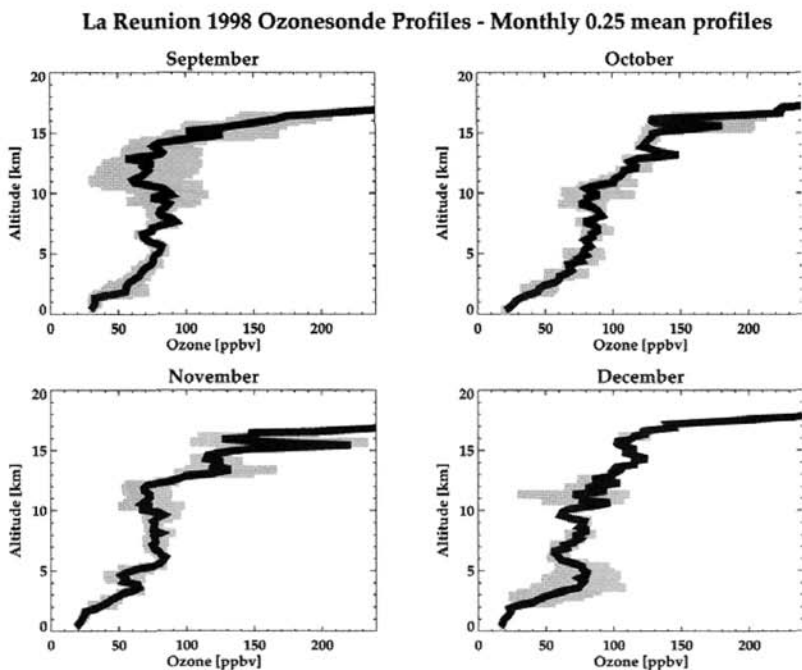 La Reunion 1998 Ozonesonde Profiles - Monthly 0.25 mean profiles
September
20
15
10
5
0
Altitude [km]
0 50 100 150 200
Ozone [ppbv]
October
20
15
10
5
0
Altitude [km]
0 50 100 150 200
Ozone [ppbv]
November
20
15
10
5
0
Altitude [km]
0 50 100 150 200
Ozone [ppbv]
December
20
15
10
5
0
Altitude [km]
0 50 100 150 200
Ozone [ppbv]